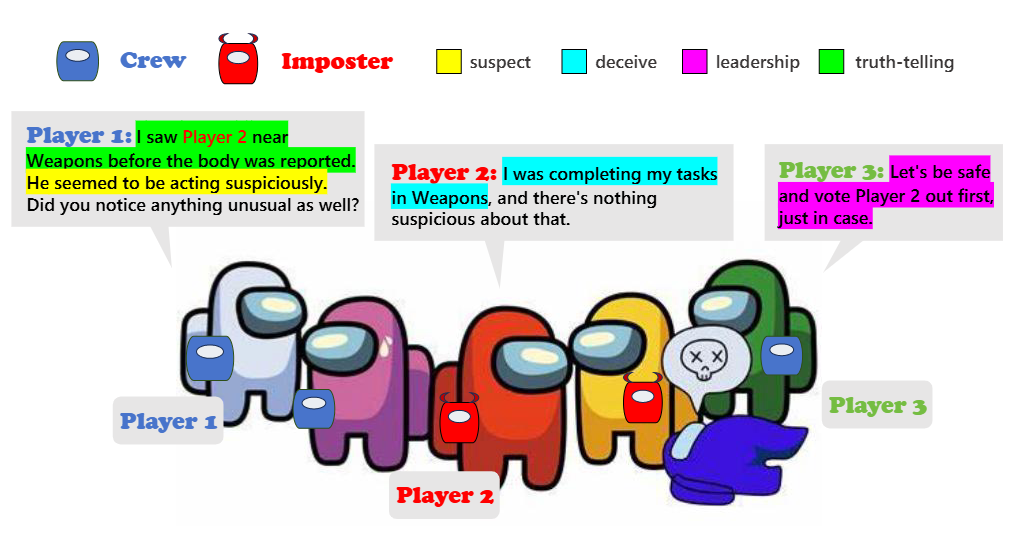 Crew Imposter suspect deceive leadership truth-telling
Player 1: I saw Player 2 near
Weapons before the body was reported.
He seemed to be acting suspiciously.
Did you notice anything unusual as well?
Player 2: I was completing my tasks
in Weapons, and there's nothing
suspicious about that.
Player 3: Let's be safe
and vote Player 2 out first,
just in case.
Player 1
Player 2
Player 3